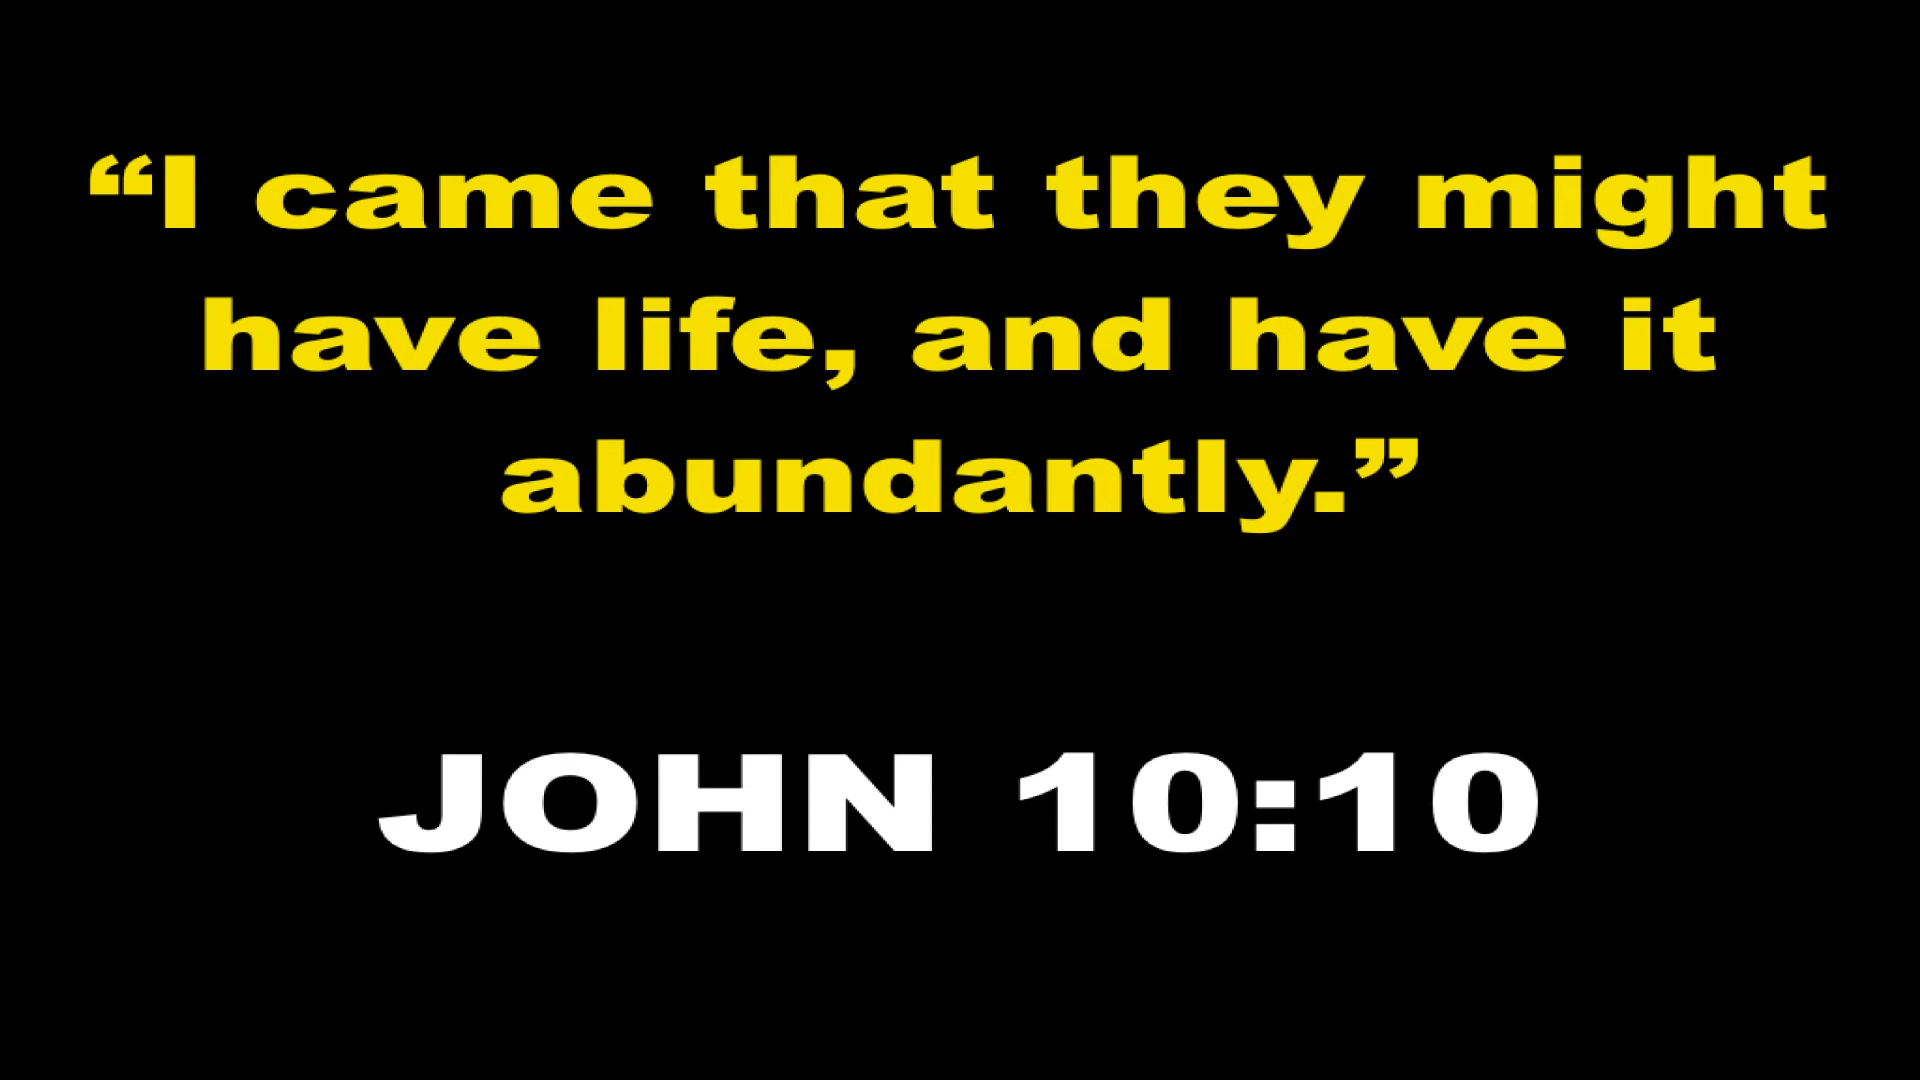 “I came that they might
have life, and have it
abundantly.”
JOHN 10:10